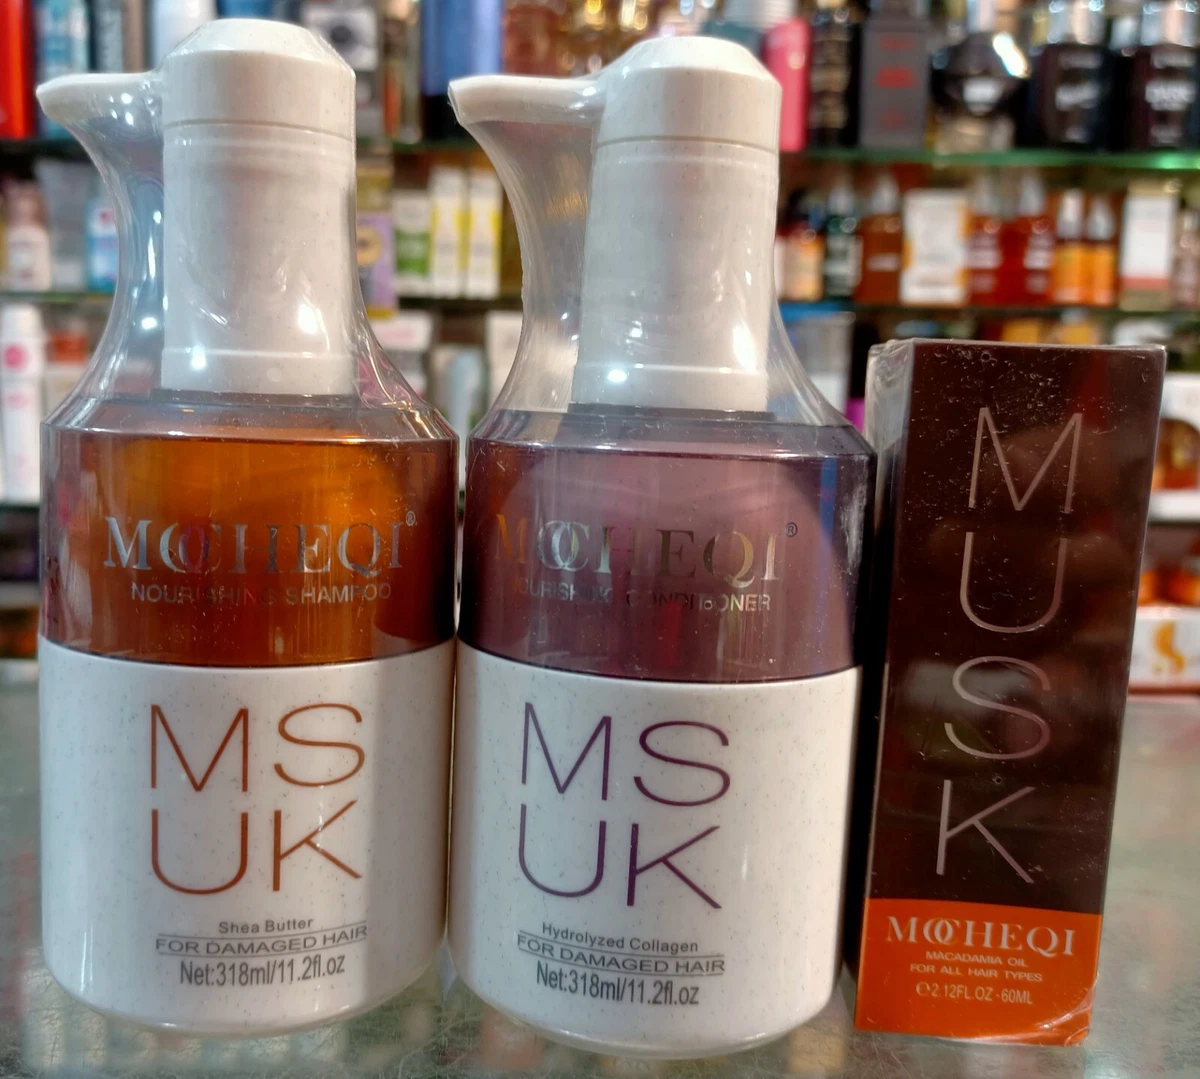 MOCHEQI®
NOURISHING SHAMPOO
MS
UK
Shea Butter
FOR DAMAGED HAIR
Net:318ml/11.2fl.oz
MOCHEQI®
NOURISHING CONDITIONER
MS
UK
Hydrolyzed Collagen
FOR DAMAGED HAIR
Net:318ml/11.2fl.oz
MUSK
MOCHEQI
MACADAMIA OIL
FOR ALL HAIR TYPES
℮2.12FL.OZ-60ML